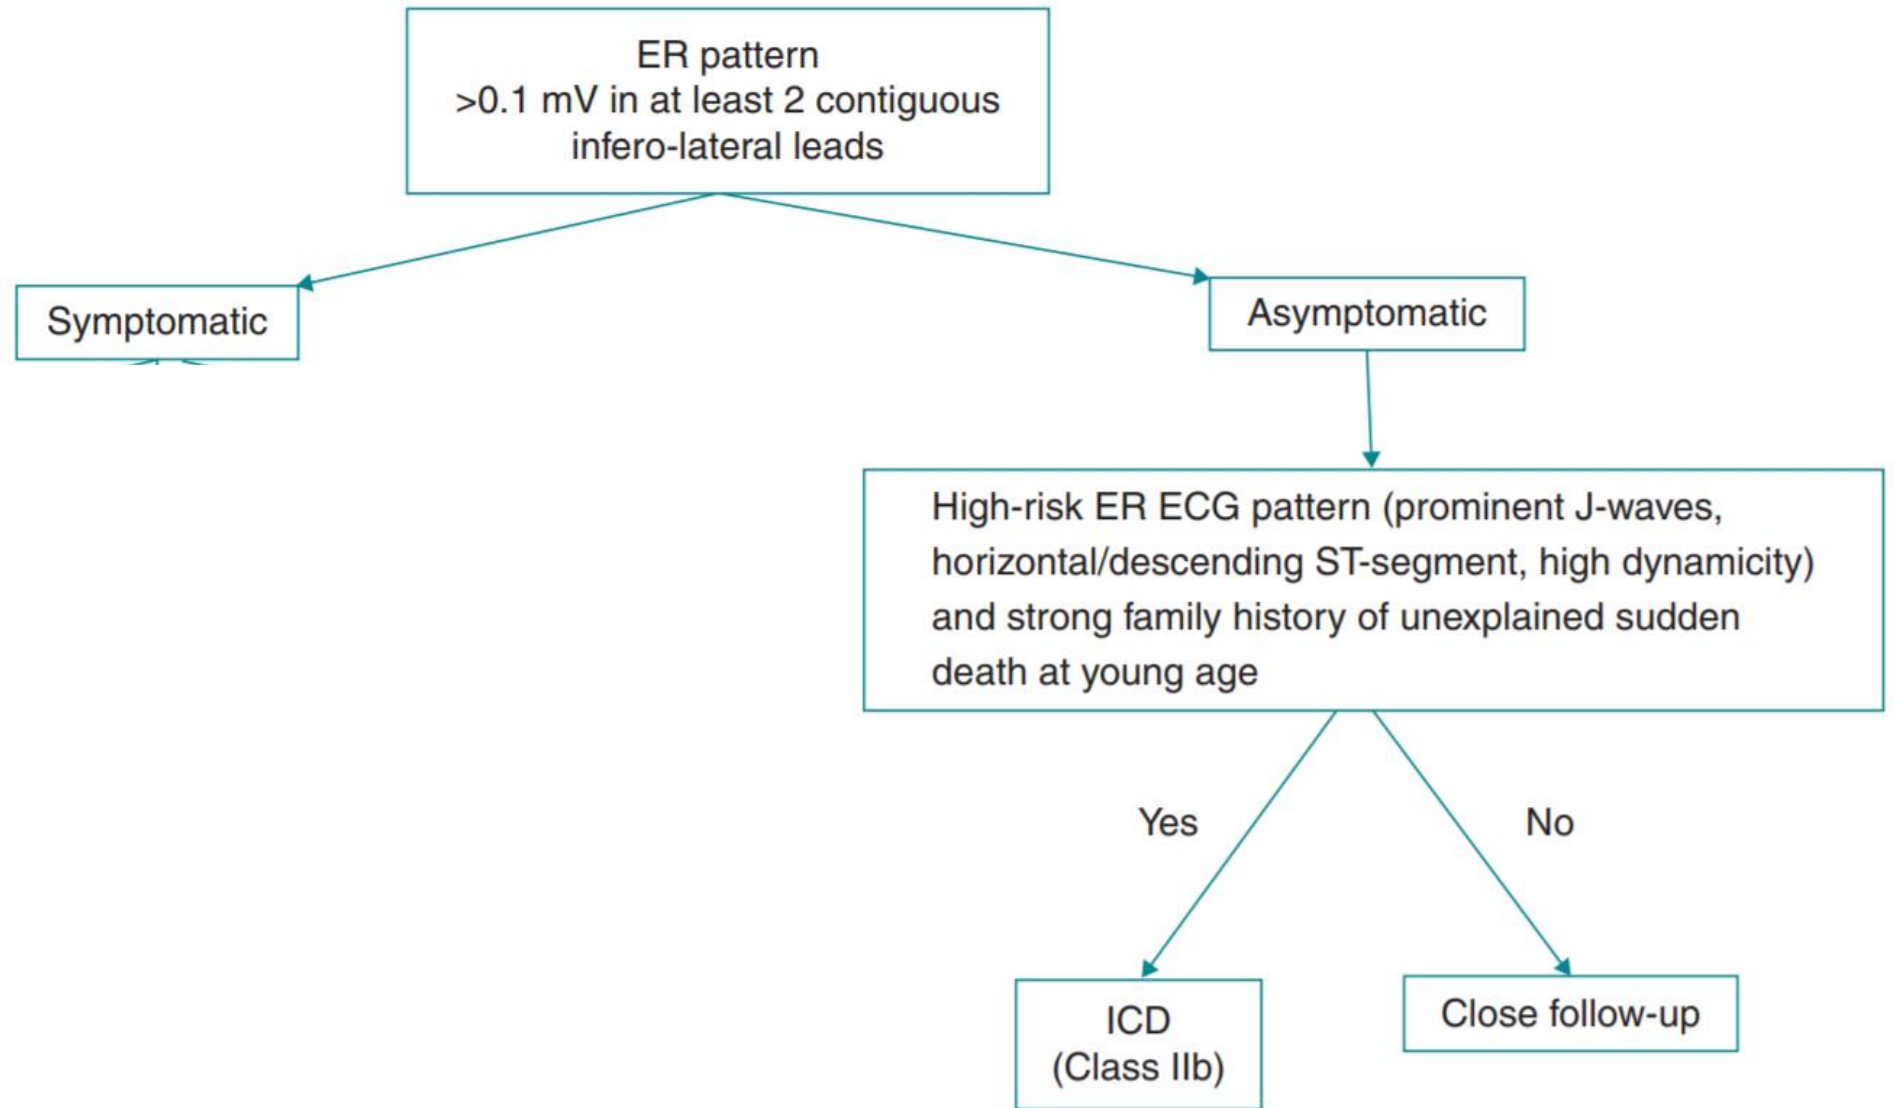 ER pattern
>0.1 mV in at least 2 contiguous
infero-lateral leads
Symptomatic
Asymptomatic
High-risk ER ECG pattern (prominent J-waves,
horizontal/descending ST-segment, high dynamicity)
and strong family history of unexplained sudden
death at young age
Yes
No
ICD
(Class IIb)
Close follow-up